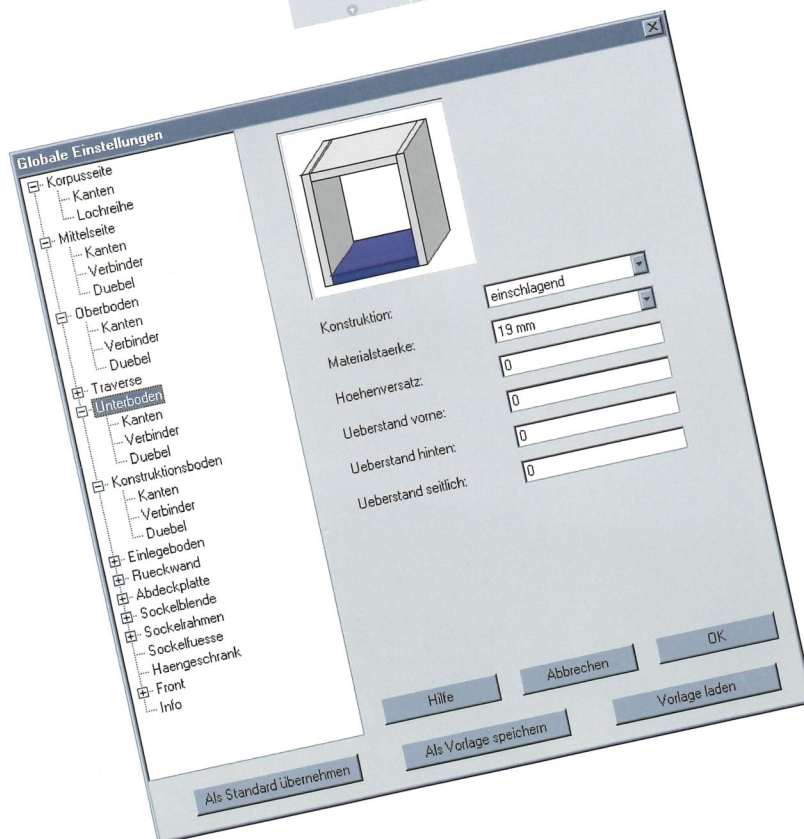 Globale Einstellungen
Korpusseite
Kanten
Lochreihe
Mittelseite
Kanten
Verbinder
Duebel
Oberboden
Kanten
Verbinder
Duebel
Traverse
Unterboden
Kanten
Verbinder
Duebel
Konstruktionsboden
Kanten
Verbinder
Duebel
Einlegeboden
Rueckwand
Abdeckplatte
Sockelblende
Sockelrahmen
Sockelfuesse
Haengeschrank
Front
Info
Konstruktion: einschlagend
Materialstaerke: 19 mm
Hoehenversatz: 0
Ueberstand vorne: 0
Ueberstand hinten: 0
Ueberstand seitlich: 0
Hilfe Abbrechen OK
Als Standard übernehmen Als Vorlage speichern Vorlage laden